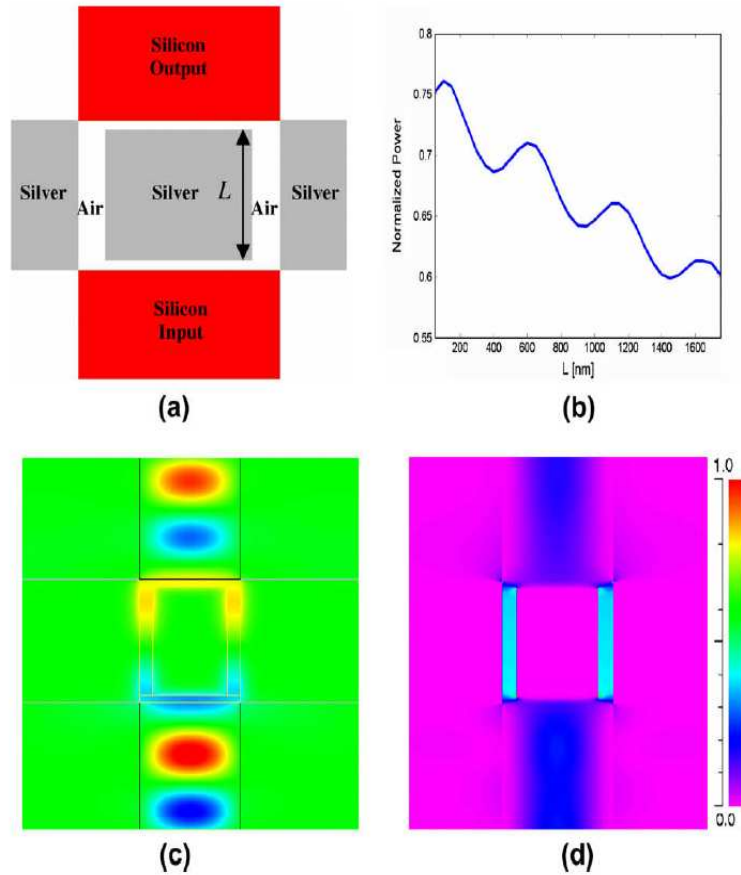 Silicon
Output
Silver
Air
Silver
L
Air
Silver
Silicon
Input
(a)
0.8
0.75
0.7
0.65
0.6
0.55
Normalized Power
200 400 600 800 1000 1200 1400 1600
L [nm]
(b)
(c)
1.0
0.0
(d)